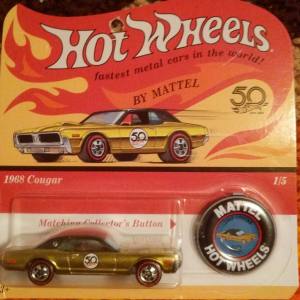 HOT WHEELS
fastest metal cars in the world!
BY MATTEL
50
1968 Cougar
1/5
Matching Collector's Button
50
MATTEL
HOT WHEELS